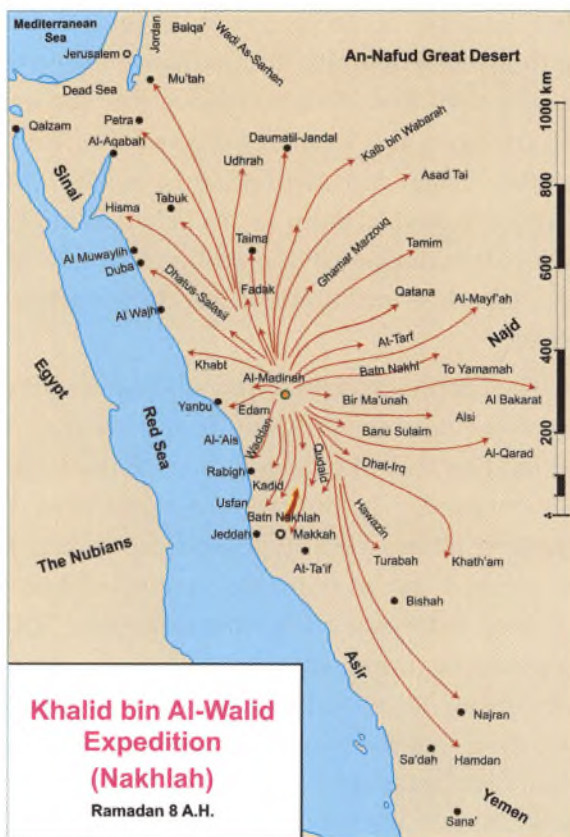 Mediterranean
Sea
Jordan
Balqa'
Wadi As-Sarhan
An-Nafud Great Desert
Jerusalem
Mu'tah
Dead Sea
1000 km
Qalzam
Petra
Al-Aqabah
Daumatil-Jandal
Kalb bin Wabarah
Udhrah
Asad Tai
800
Sinai
Hisma
Tabuk
Taima
Ghamar Marzouq
Tamim
Al Muwaylih
Duba
Dhatus-Salasil
Fadak
600
Qatana
Al-Mayf'ah
Al Wajh
At-Tarf
Najd
Egypt
Khabt
Al-Madinah
Batn Nakhl
To Yamamah
400
Red Sea
Yanbu
Edam
Bir Ma'unah
Al Bakarat
Al-'Ais
Waddan
Banu Sulaim
Alsi
200
Rabigh
Kadid
Qudaid
Dhat-Irq
Al-Qarad
Usfan
Batn Nakhlah
Hawazin
The Nubians
Jeddah
Makkah
At-Ta'if
Turabah
Khath'am
Bishah
Asir
Khalid bin Al-Walid
Expedition
(Nakhlah)
Ramadan 8 A.H.
Najran
Sa'dah
Hamdan
Yemen
Sana'